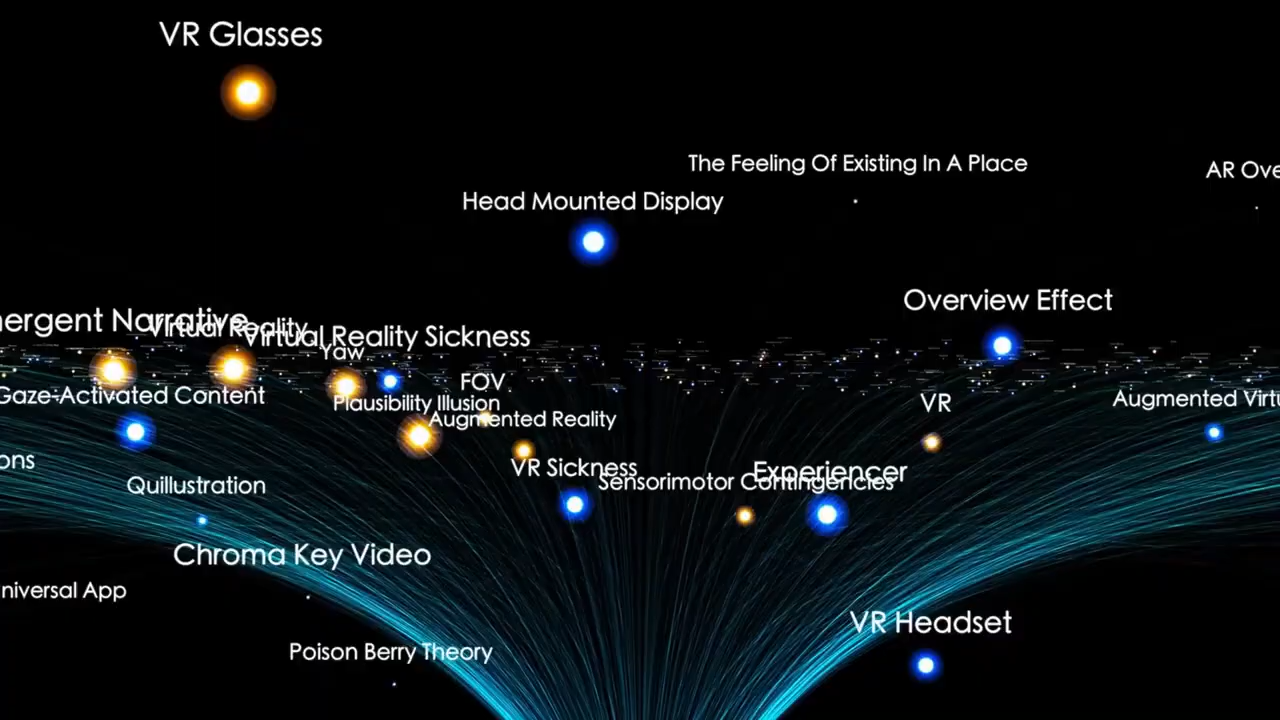 VR Glasses
The Feeling Of Existing In A Place
AR Ove
Head Mounted Display
Overview Effect
nergent Narrative
Virtual Reality
Virtual Reality Sickness
Yaw
FOV
Gaze-Activated Content
Plausibility Illusion
VR
Augmented Virtu
Augmented Reality
ons
VR Sickness
Experiencer
Sensorimotor Contingencies
Quillustration
Chroma Key Video
niversal App
VR Headset
Poison Berry Theory